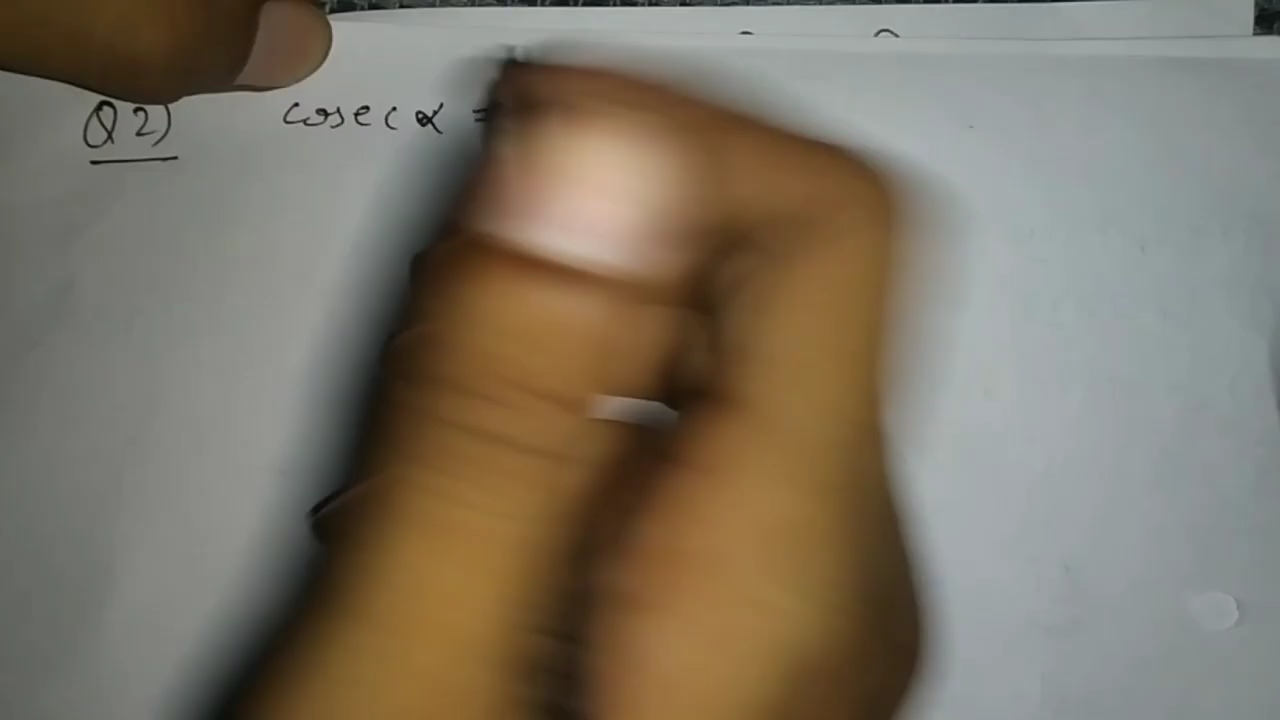 Q2) cosec α =